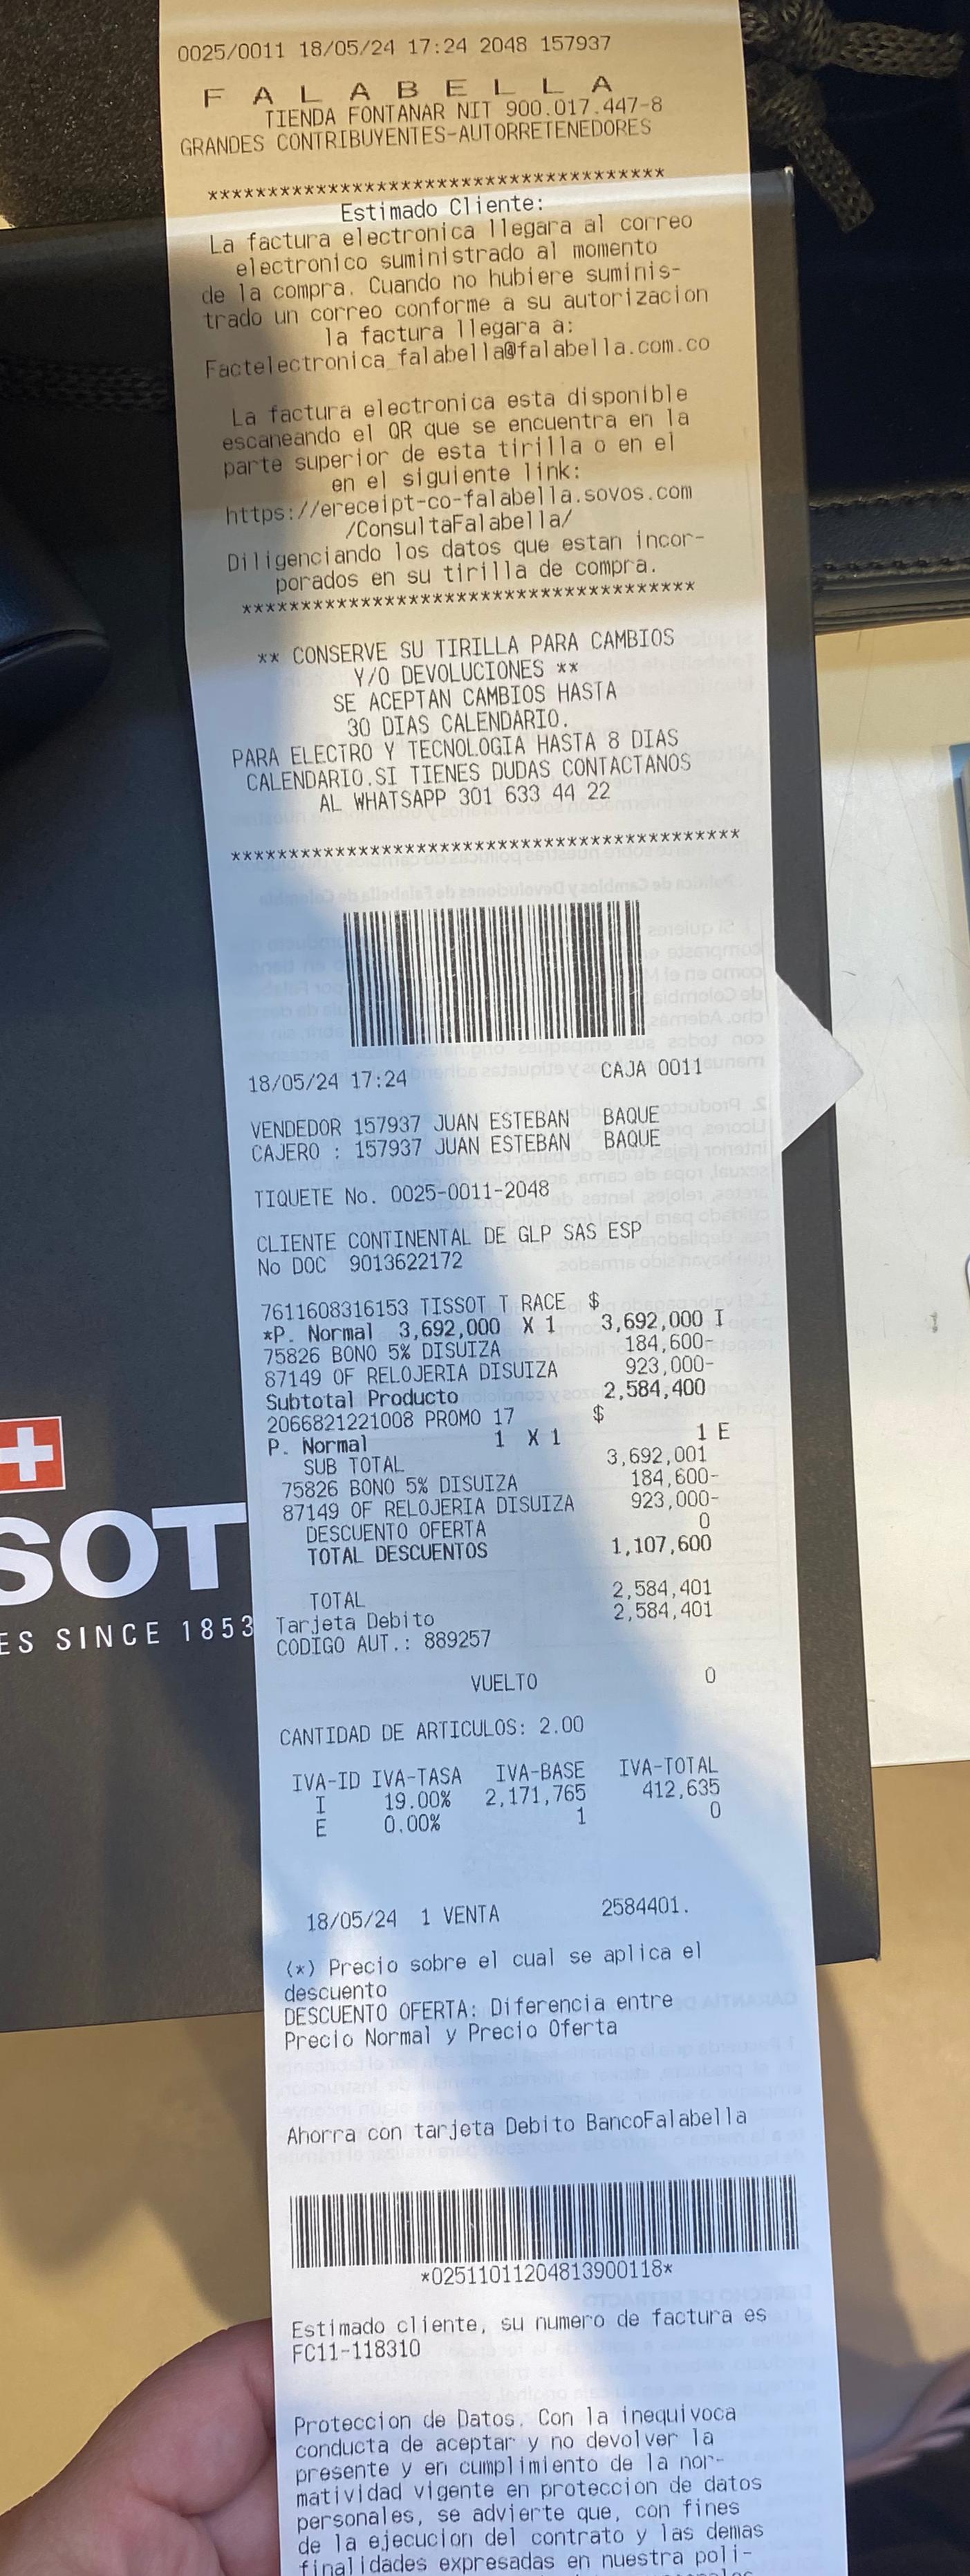 0025/0011 18/05/24 17:24 2048 157937
F A L A B E L L A
TIENDA FONTANAR NIT 900.017.447-8
GRANDES CONTRIBUYENTES-AUTORRETENEDORES
**************************************
Estimado Cliente:
La factura electronica llegara al correo
electronico suministrado al momento
de la compra. Cuando no hubiere suminis-
trado un correo conforme a su autorizacion
la factura llegara a:
Factelectronica_falabella@falabella.com.co
La factura electronica esta disponible
escaneando el QR que se encuentra en la
parte superior de esta tirilla o en el
en el siguiente link:
https://ereceipt-co-falabella.sovos.com
/ConsultaFalabella/
Diligenciando los datos que estan incor-
porados en su tirilla de compra.
**************************************
** CONSERVE SU TIRILLA PARA CAMBIOS
Y/O DEVOLUCIONES **
SE ACEPTAN CAMBIOS HASTA
30 DIAS CALENDARIO.
PARA ELECTRO Y TECNOLOGIA HASTA 8 DIAS
CALENDARIO.SI TIENES DUDAS CONTACTANOS
AL WHATSAPP 301 633 44 22
*******************************************
18/05/24 17:24 CAJA 0011
VENDEDOR 157937 JUAN ESTEBAN BAQUE
CAJERO : 157937 JUAN ESTEBAN BAQUE
TIQUETE No. 0025-0011-2048
CLIENTE CONTINENTAL DE GLP SAS ESP
No DOC 9013622172
7611608316153 TISSOT T RACE $
*P. Normal 3,692,000 X 1 3,692,000 I
75826 BONO 5% DISUIZA 184,600-
87149 OF RELOJERIA DISUIZA 923,000-
Subtotal Producto 2,584,400
2066821221008 PROMO 17 $
P. Normal 1 X 1 1 E
SUB TOTAL 3,692,001
75826 BONO 5% DISUIZA 184,600-
87149 OF RELOJERIA DISUIZA 923,000-
DESCUENTO OFERTA 0
TOTAL DESCUENTOS 1,107,600
TOTAL 2,584,401
Tarjeta Debito 2,584,401
CODIGO AUT.: 889257
VUELTO 0
CANTIDAD DE ARTICULOS: 2.00
IVA-ID IVA-TASA IVA-BASE IVA-TOTAL
I 19.00% 2,171,765 412,635
E 0.00% 1 0
18/05/24 1 VENTA 2584401.
(*) Precio sobre el cual se aplica el
descuento
DESCUENTO OFERTA: Diferencia entre
Precio Normal y Precio Oferta
Ahorra con tarjeta Debito BancoFalabella
*02511011204813900118*
Estimado cliente, su numero de factura es
FC11-118310
Proteccion de Datos. Con la inequivoca
conducta de aceptar y no devolver la
presente y en cumplimiento de la nor-
matividad vigente en proteccion de datos
personales, se advierte que, con fines
de la ejecucion del contrato y las demas
finalidades expresadas en nuestra poli-
SOT
ES SINCE 1853